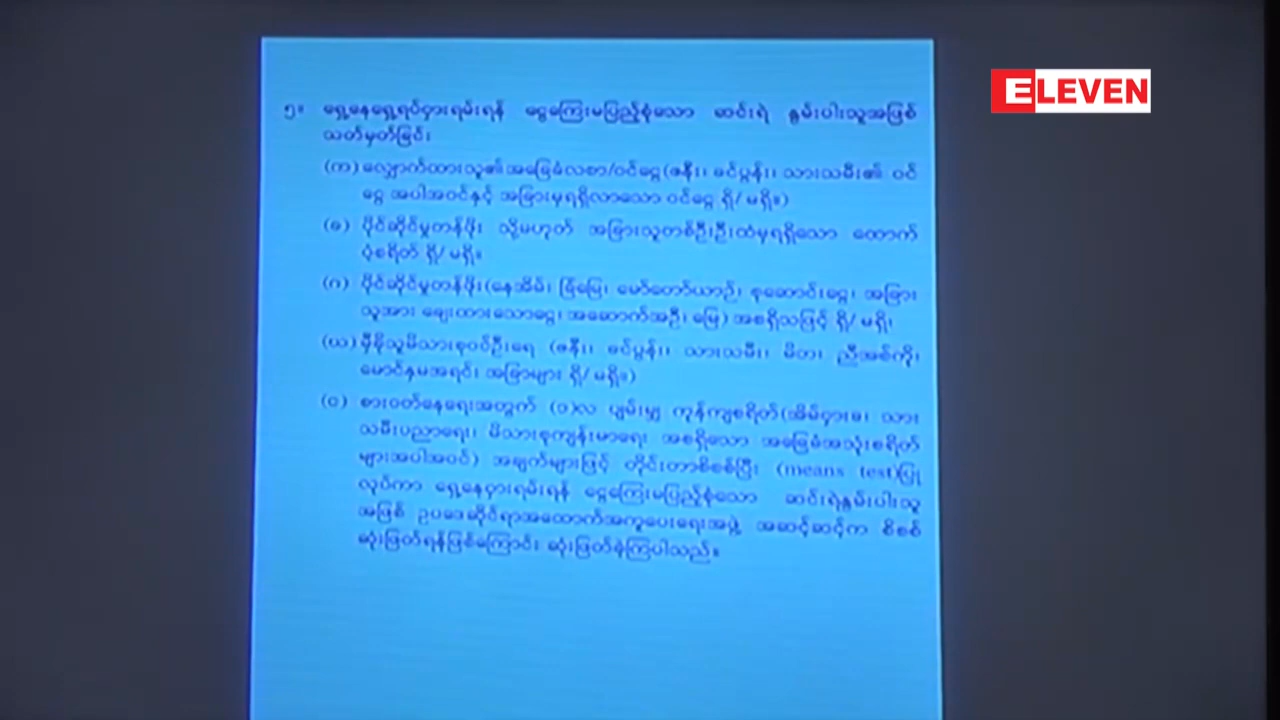 ELEVEN
၅။ ရှေ့နေရှေ့ရပ်ငှားရမ်းရန် ငွေကြေးမပြည့်စုံသော ဆင်းရဲ နွမ်းပါးသူအဖြစ်
သတ်မှတ်ခြင်း
(က) လျှောက်ထားသူ၏အခြေခံလစာ/ဝင်ငွေ(ဇနီး၊ ခင်ပွန်း၊ သားသမီး၏ ဝင်
ငွေ အပါအဝင်နှင့် အခြားမှရရှိလာသော ဝင်ငွေ ရှိ/ မရှိ။)
(ခ) ပိုင်ဆိုင်မှုတန်ဖိုး သို့မဟုတ် အခြားသူတစ်ဦးဦးထံမှရရှိသော ထောက်
ပံ့စရိတ် ရှိ/ မရှိ။
(ဂ) ပိုင်ဆိုင်မှုတန်ဖိုး(နေအိမ်၊ ခြံမြေ၊ မော်တော်ယာဉ်၊ စုဆောင်းငွေ၊ အခြား
သူအား ချေးထားသောငွေ၊ အဆောက်အဦ၊ မြေ) အစရှိသဖြင့် ရှိ/ မရှိ၊
(ဃ) မှီခိုသူမိသားစုဝင်ဦးရေ (ဇနီး၊ ခင်ပွန်း၊ သားသမီး၊ မိဘ၊ ညီအစ်ကို၊
မောင်နှမအရင်း၊ အခြားများ ရှိ/ မရှိ။)
(င) စားဝတ်နေရေးအတွက် (၁)လ ပျမ်းမျှ ကုန်ကျစရိတ်(အိမ်ငှားခ၊ သား
သမီးပညာရေး၊ မိသားစုကျန်းမာရေး အစရှိသော အခြေခံအသုံးစရိတ်
များအပါအဝင်) အချက်များဖြင့် တိုင်းတာစိစစ်ပြီး (means test)ပြု
လုပ်ကာ ရှေ့နေငှားရမ်းရန် ငွေကြေးမပြည့်စုံသော ဆင်းရဲနွမ်းပါးသူ
အဖြစ် ဥပဒေဆိုင်ရာအထောက်အကူပေးရေးအဖွဲ့ အဆင့်ဆင့်က စိစစ်
ဆုံးဖြတ်ရန်ဖြစ်ကြောင်း ဆုံးဖြတ်ခဲ့ကြပါသည်။